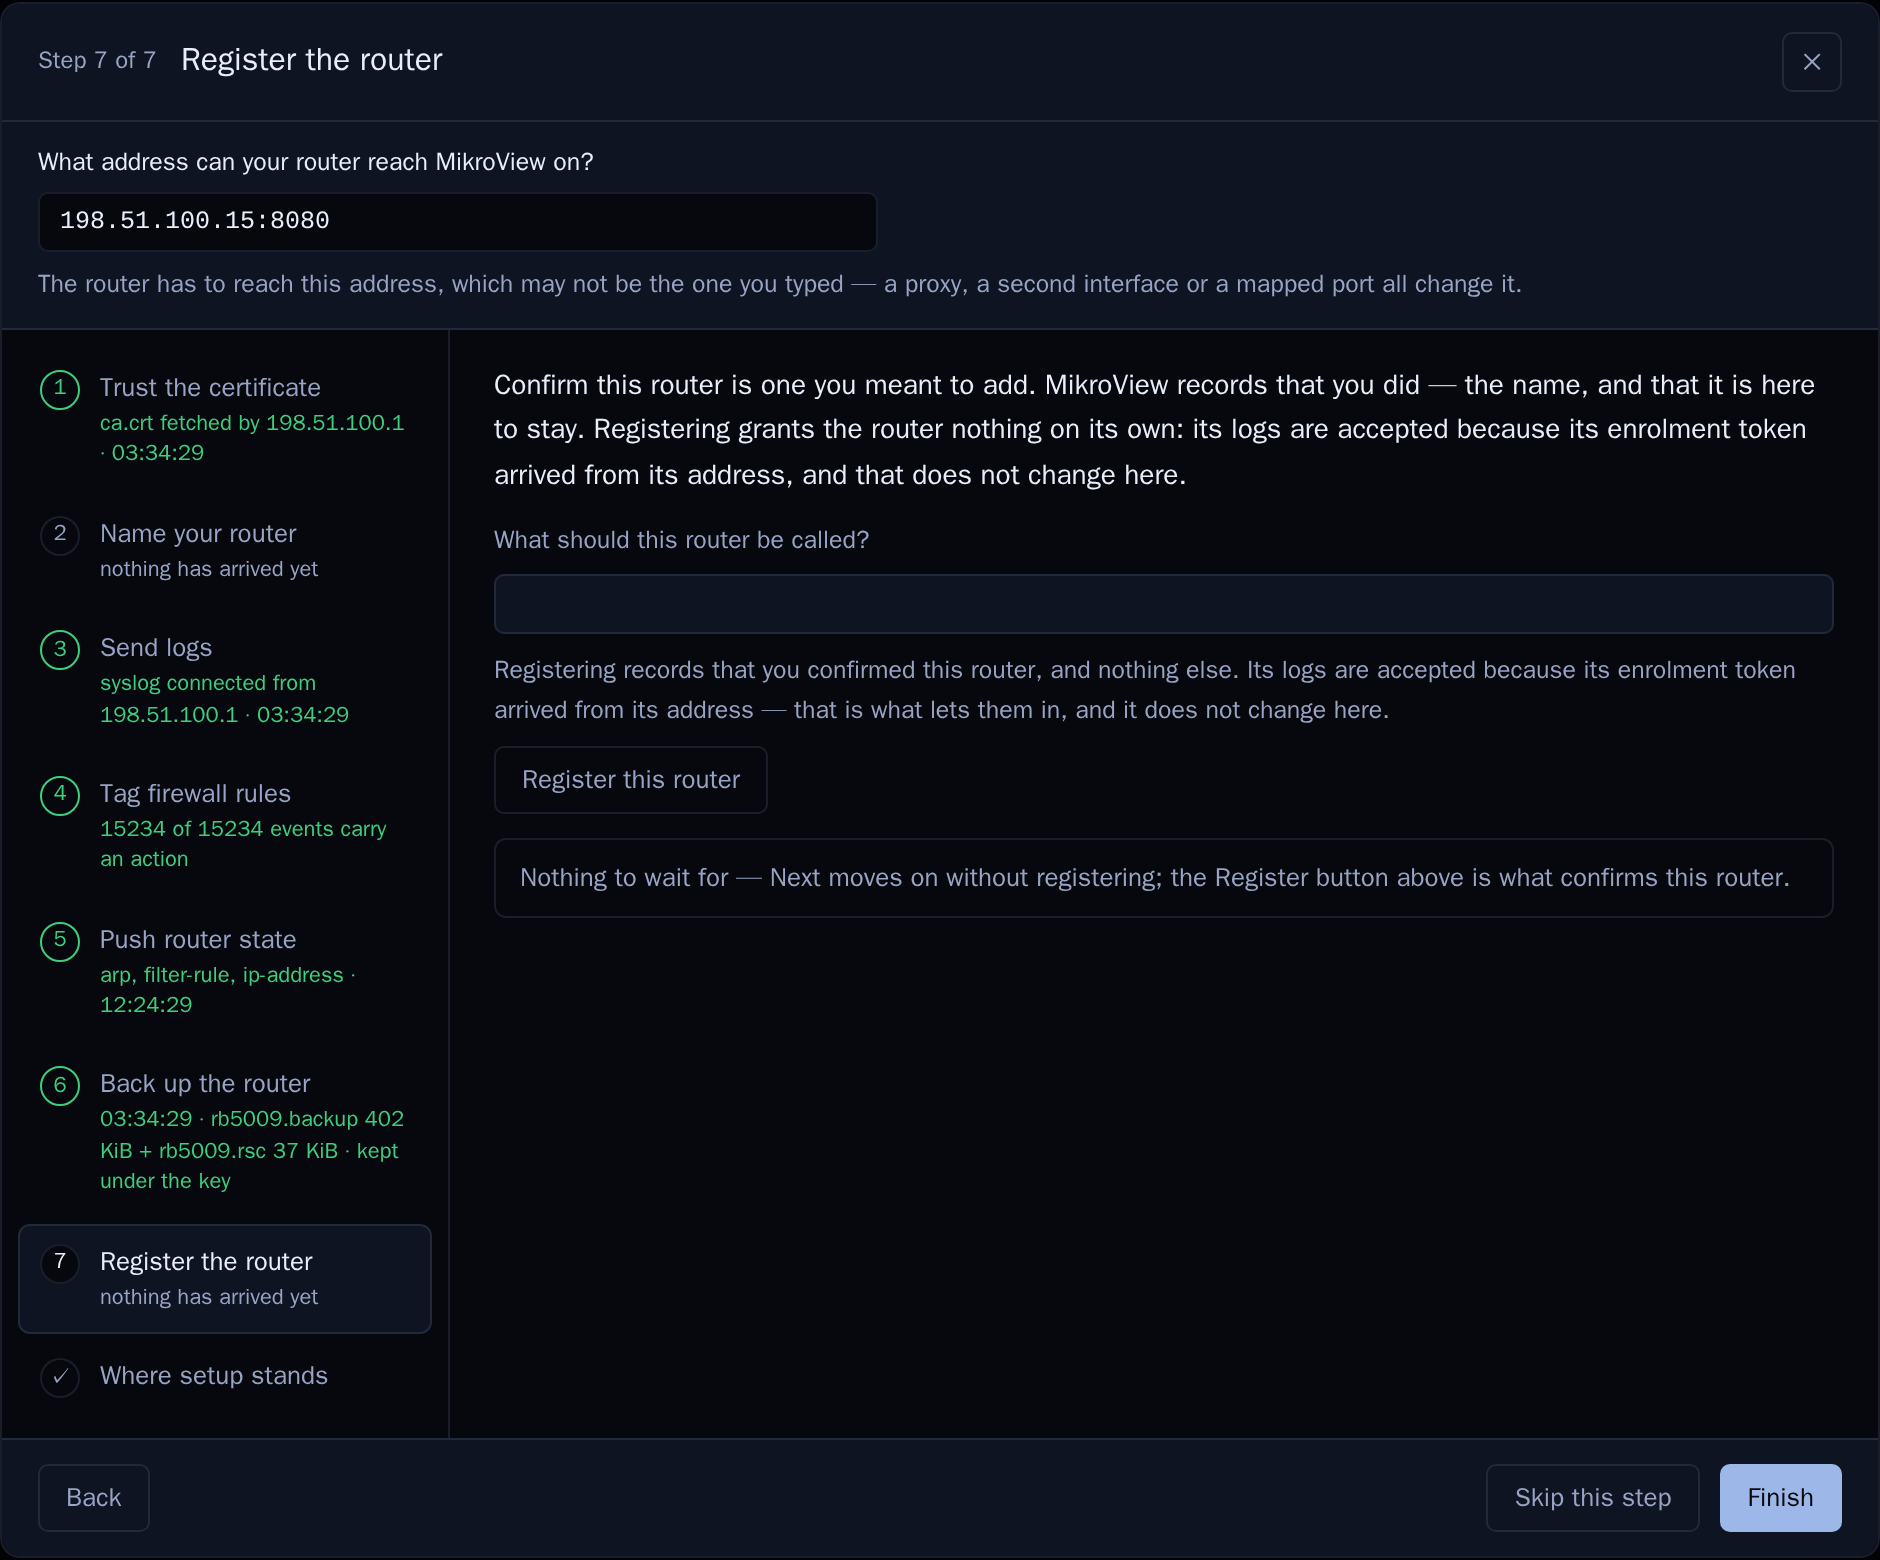 Step 7 of 7 Register the router
What address can your router reach MikroView on?
198.51.100.15:8080
The router has to reach this address, which may not be the one you typed — a proxy, a second interface or a mapped port all change it.
1 Trust the certificate
ca.crt fetched by 198.51.100.1
· 03:34:29
2 Name your router
nothing has arrived yet
3 Send logs
syslog connected from
198.51.100.1 · 03:34:29
4 Tag firewall rules
15234 of 15234 events carry
an action
5 Push router state
arp, filter-rule, ip-address ·
12:24:29
6 Back up the router
03:34:29 · rb5009.backup 402
KiB + rb5009.rsc 37 KiB · kept
under the key
7 Register the router
nothing has arrived yet
✓ Where setup stands
Confirm this router is one you meant to add. MikroView records that you did — the name, and that it is here
to stay. Registering grants the router nothing on its own: its logs are accepted because its enrolment token
arrived from its address, and that does not change here.
What should this router be called?
Registering records that you confirmed this router, and nothing else. Its logs are accepted because its enrolment token
arrived from its address — that is what lets them in, and it does not change here.
Register this router
Nothing to wait for — Next moves on without registering; the Register button above is what confirms this router.
Back
Skip this step
Finish